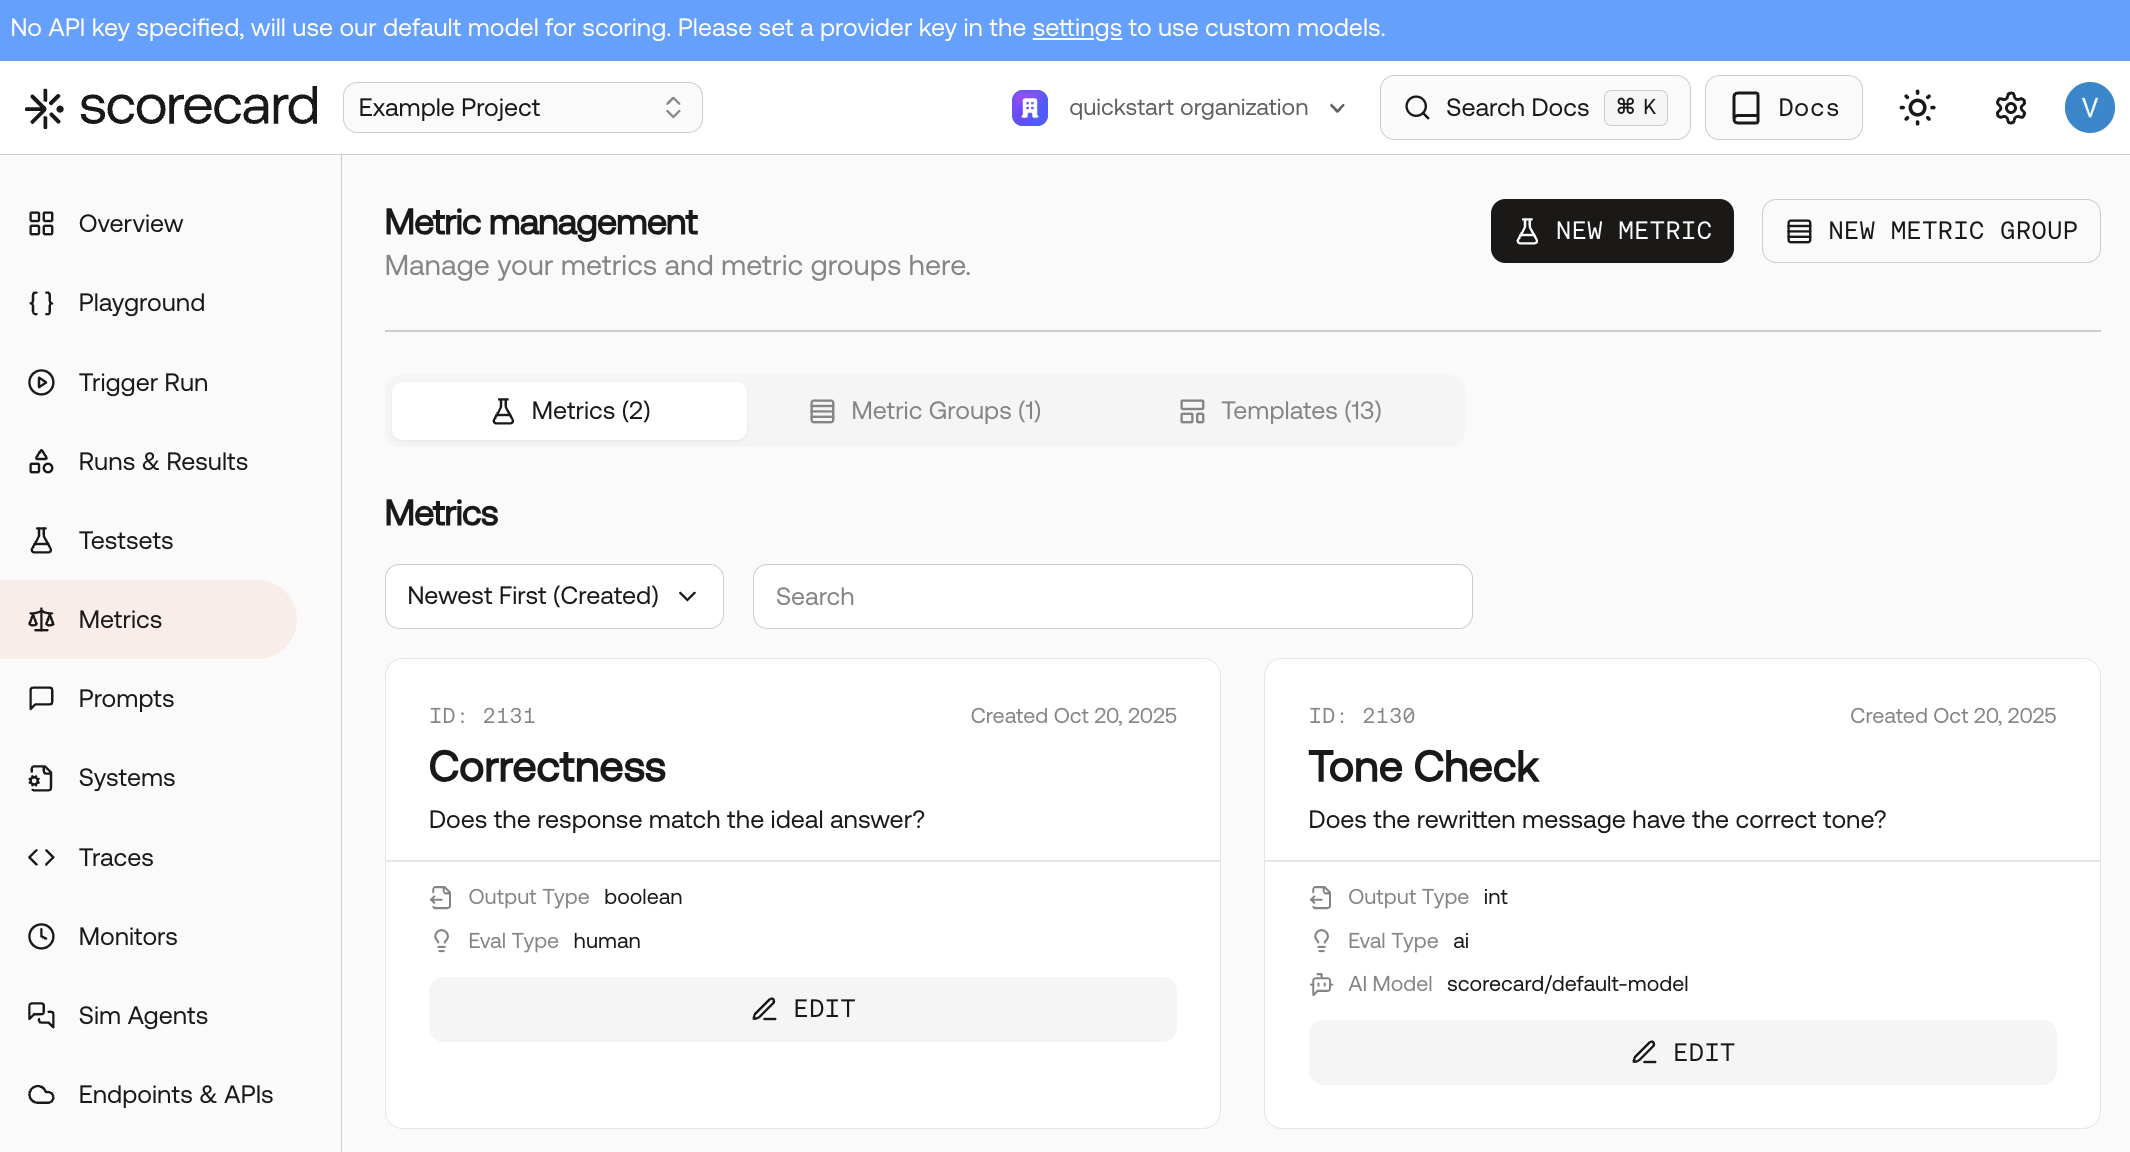 No API key specified, will use our default model for scoring. Please set a provider key in the settings to use custom models.
scorecard
Example Project
quickstart organization
Search Docs ⌘ K
Docs
V
Overview
Playground
Trigger Run
Runs & Results
Testsets
Metrics
Prompts
Systems
Traces
Monitors
Sim Agents
Endpoints & APIs
Metric management
Manage your metrics and metric groups here.
NEW METRIC
NEW METRIC GROUP
Metrics (2)
Metric Groups (1)
Templates (13)
Metrics
Newest First (Created)
Search
ID: 2131
Created Oct 20, 2025
Correctness
Does the response match the ideal answer?
Output Type boolean
Eval Type human
EDIT
ID: 2130
Created Oct 20, 2025
Tone Check
Does the rewritten message have the correct tone?
Output Type int
Eval Type ai
AI Model scorecard/default-model
EDIT